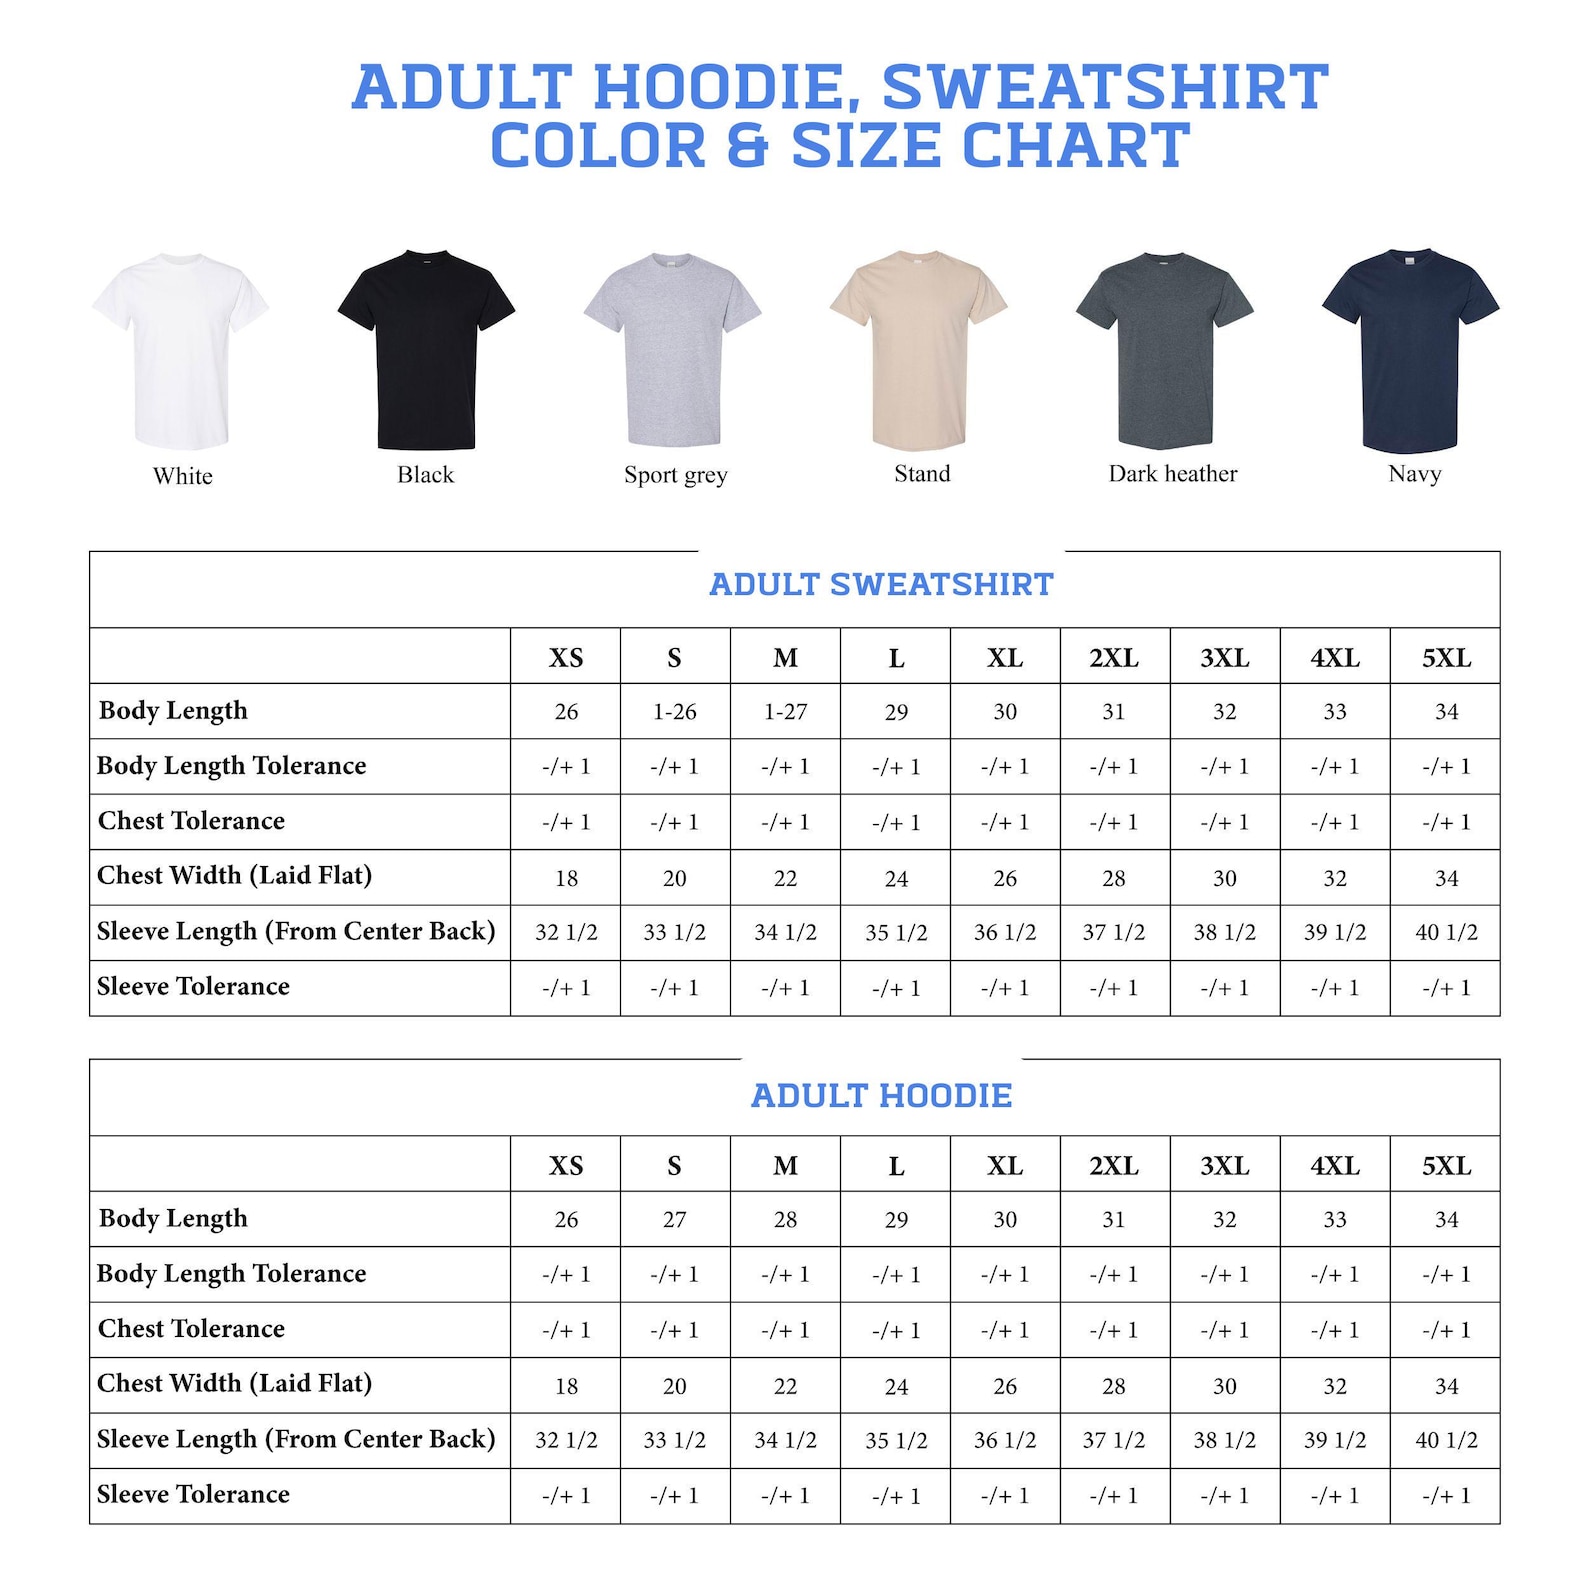 ADULT HOODIE, SWEATSHIRT
COLOR & SIZE CHART
White Black Sport grey Stand Dark heather Navy
ADULT SWEATSHIRT
XS S M L XL 2XL 3XL 4XL 5XL
Body Length 26 1-26 1-27 29 30 31 32 33 34
Body Length Tolerance -/+ 1 -/+ 1 -/+ 1 -/+ 1 -/+ 1 -/+ 1 -/+ 1 -/+ 1 -/+ 1
Chest Tolerance -/+ 1 -/+ 1 -/+ 1 -/+ 1 -/+ 1 -/+ 1 -/+ 1 -/+ 1 -/+ 1
Chest Width (Laid Flat) 18 20 22 24 26 28 30 32 34
Sleeve Length (From Center Back) 32 1/2 33 1/2 34 1/2 35 1/2 36 1/2 37 1/2 38 1/2 39 1/2 40 1/2
Sleeve Tolerance -/+ 1 -/+ 1 -/+ 1 -/+ 1 -/+ 1 -/+ 1 -/+ 1 -/+ 1 -/+ 1
ADULT HOODIE
XS S M L XL 2XL 3XL 4XL 5XL
Body Length 26 27 28 29 30 31 32 33 34
Body Length Tolerance -/+ 1 -/+ 1 -/+ 1 -/+ 1 -/+ 1 -/+ 1 -/+ 1 -/+ 1 -/+ 1
Chest Tolerance -/+ 1 -/+ 1 -/+ 1 -/+ 1 -/+ 1 -/+ 1 -/+ 1 -/+ 1 -/+ 1
Chest Width (Laid Flat) 18 20 22 24 26 28 30 32 34
Sleeve Length (From Center Back) 32 1/2 33 1/2 34 1/2 35 1/2 36 1/2 37 1/2 38 1/2 39 1/2 40 1/2
Sleeve Tolerance -/+ 1 -/+ 1 -/+ 1 -/+ 1 -/+ 1 -/+ 1 -/+ 1 -/+ 1 -/+ 1